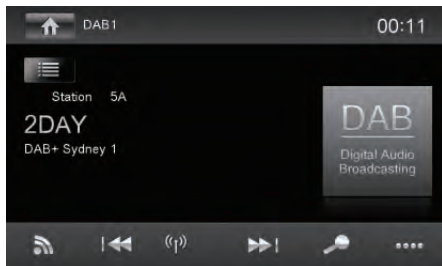 DAB1
00:11
Station 5A
2DAY
DAB+ Sydney 1
DAB
Digital Audio
Broadcasting